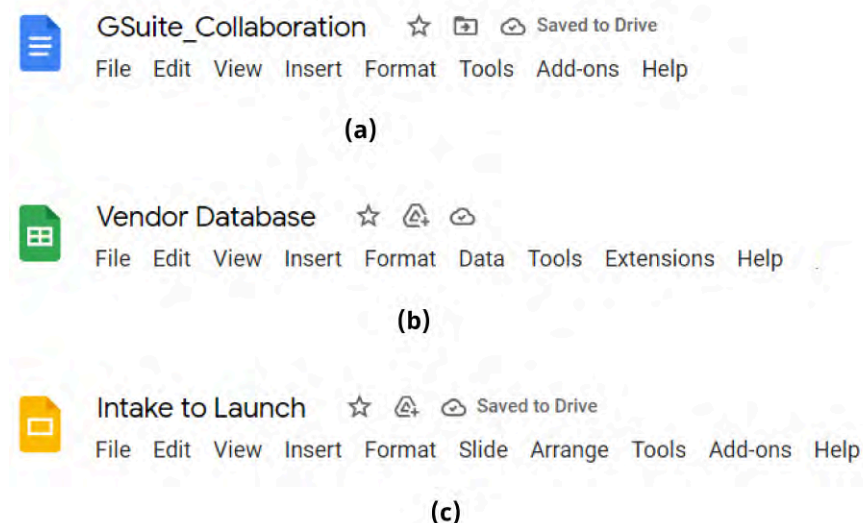 GSuite_Collaboration Saved to Drive
File Edit View Insert Format Tools Add-ons Help
(a)
Vendor Database
File Edit View Insert Format Data Tools Extensions Help
(b)
Intake to Launch Saved to Drive
File Edit View Insert Format Slide Arrange Tools Add-ons Help
(c)